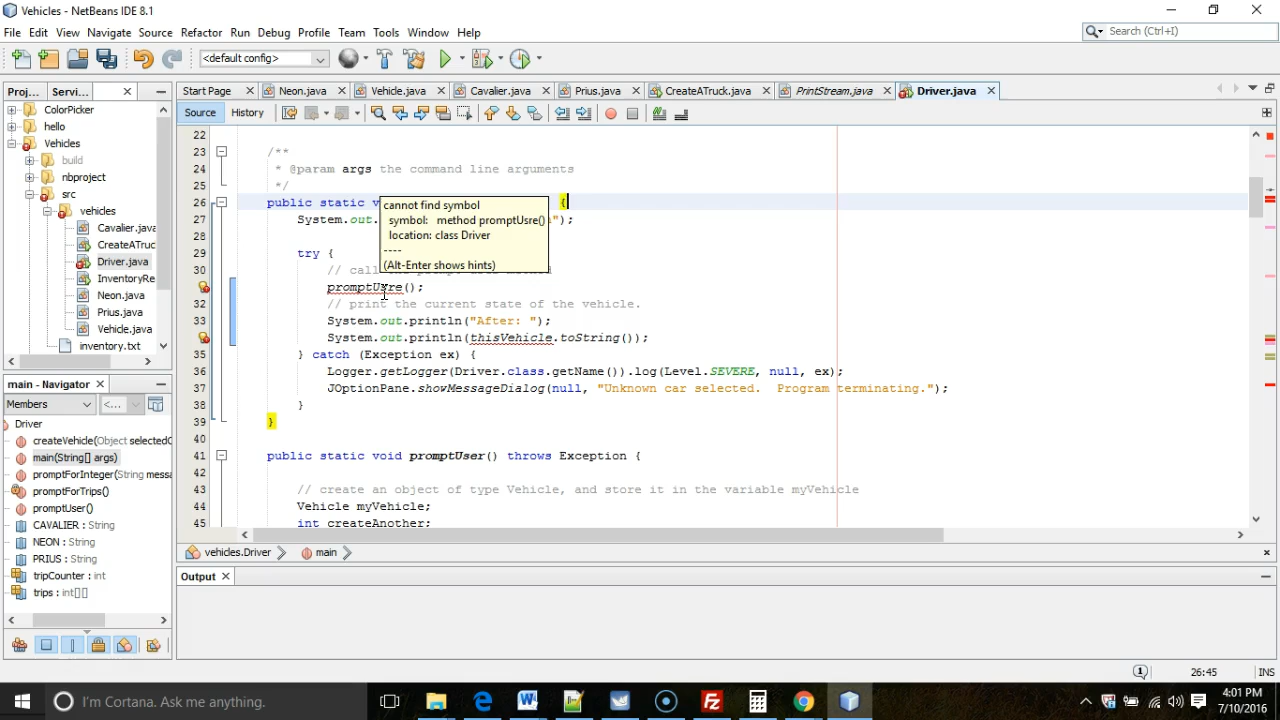 Vehicles - NetBeans IDE 8.1
File Edit View Navigate Source Refactor Run Debug Profile Team Tools Window Help
Search (Ctrl+I)
<default config>
Proj... Servi...
Start Page Neon.java Vehicle.java Cavalier.java Prius.java CreateATruck.java PrintStream.java Driver.java
Source History
ColorPicker
hello
Vehicles
build
nbproject
src
vehicles
Cavalier.java
CreateATruc
Driver.java
InventoryRe
Neon.java
Prius.java
Vehicle.java
inventory.txt
22
23 /**
24 * @param args the command line arguments
25 */
26 public static v {
27 System.out. ");
28
29 try {
30 // call
31 promptUsre();
32 // print the current state of the vehicle.
33 System.out.println("After: ");
System.out.println(thisVehicle.toString());
35 } catch (Exception ex) {
36 Logger.getLogger(Driver.class.getName()).log(Level.SEVERE, null, ex);
37 JOptionPane.showMessageDialog(null, "Unknown car selected.  Program terminating.");
38 }
39 }
40
41 public static void promptUser() throws Exception {
42
43 // create an object of type Vehicle, and store it in the variable myVehicle
44 Vehicle myVehicle;
45 int createAnother;
cannot find symbol
symbol: method promptUsre()
location: class Driver
----
(Alt-Enter shows hints)
main - Navigator
Members <...
Driver
createVehicle(Object selectedO
main(String[] args)
promptForInteger(String messa
promptForTrips()
promptUser()
CAVALIER : String
NEON : String
PRIUS : String
tripCounter : int
trips : int[][]
vehicles.Driver main
Output
26:45 INS
I'm Cortana. Ask me anything.
4:01 PM
7/10/2016